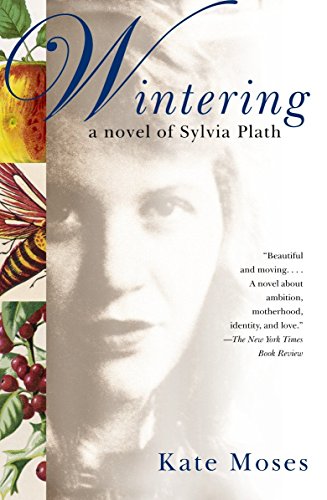 Wintering
a novel of Sylvia Plath
"Beautiful
and moving. . . .
A novel about
ambition,
motherhood,
identity, and love."
—The New York Times
Book Review
Kate Moses